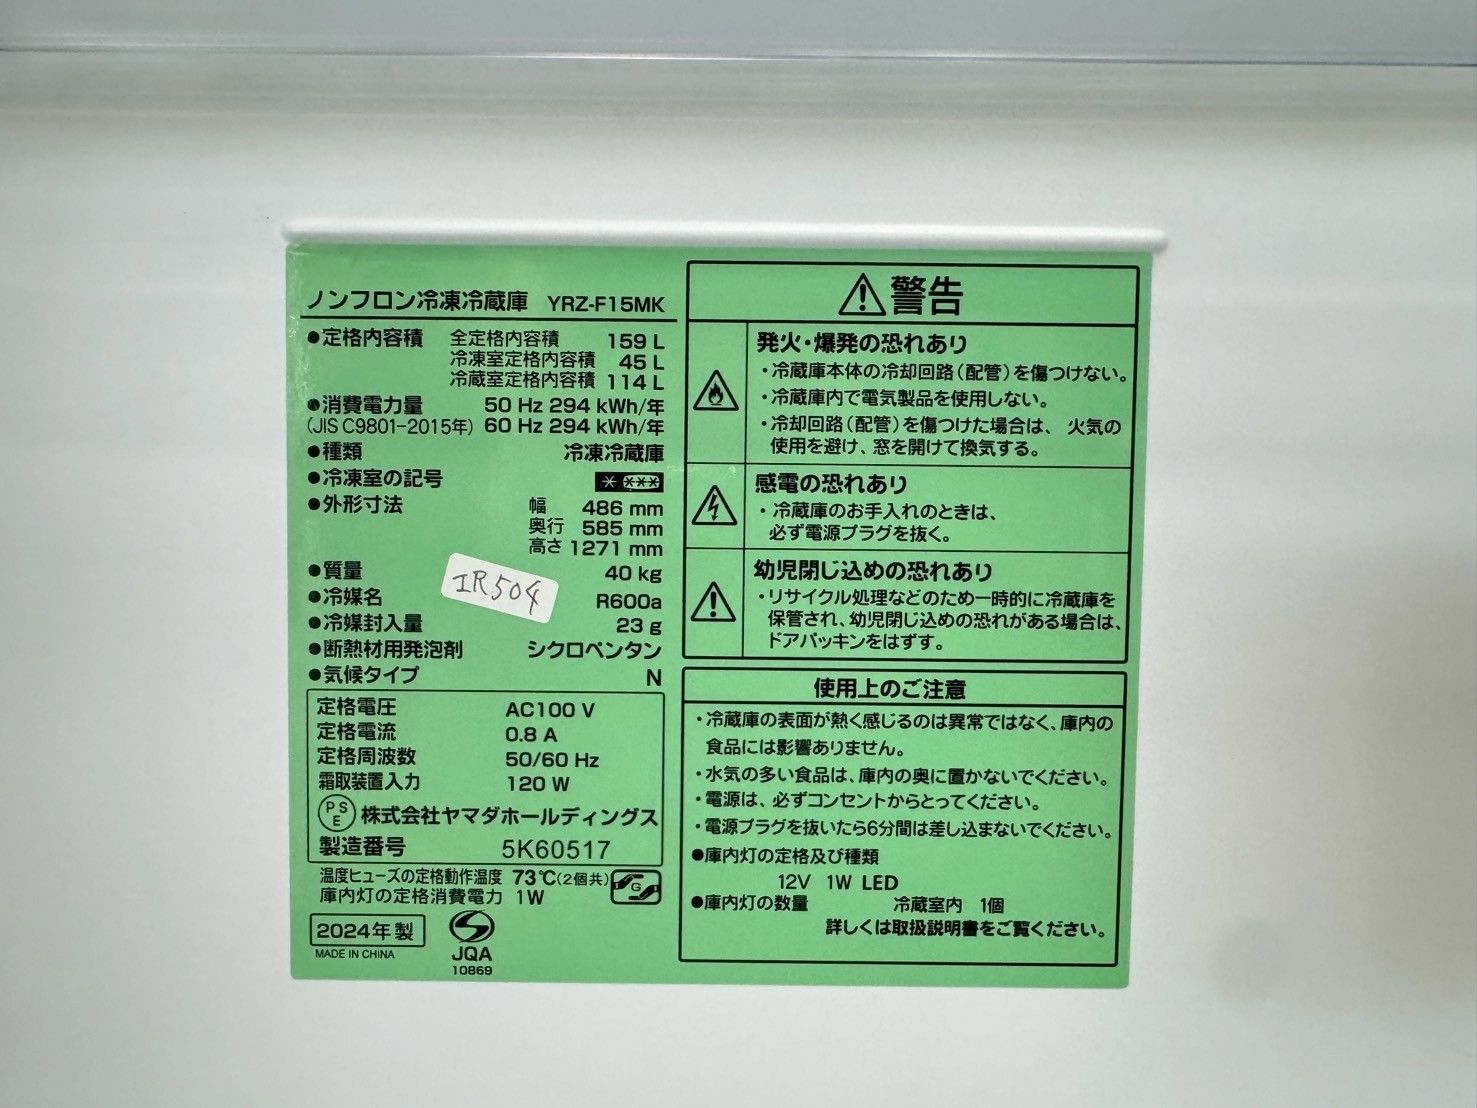 ノンフロン冷凍冷蔵庫 YRZ-F15MK
●定格内容積 全定格内容積 159 L
冷凍室定格内容積 45 L
冷蔵室定格内容積 114 L
●消費電力量 50 Hz 294 kWh/年
(JIS C9801-2015年) 60 Hz 294 kWh/年
●種類 冷凍冷蔵庫
●冷凍室の記号 * ***
●外形寸法 幅 486 mm
奥行 585 mm
高さ 1271 mm
●質量 40 kg
IR504
●冷媒名 R600a
●冷媒封入量 23 g
●断熱材用発泡剤 シクロペンタン
●気候タイプ N
定格電圧 AC100 V
定格電流 0.8 A
定格周波数 50/60 Hz
霜取装置入力 120 W
PSE 株式会社ヤマダホールディングス
製造番号 5K60517
温度ヒューズの定格動作温度 73℃(2個共)
G
庫内灯の定格消費電力 1W
2024年製
MADE IN CHINA
JQA
10869
警告
発火・爆発の恐れあり
・冷蔵庫本体の冷却回路(配管)を傷つけない。
・冷蔵庫内で電気製品を使用しない。
・冷却回路(配管)を傷つけた場合は、火気の
使用を避け、窓を開けて換気する。
感電の恐れあり
・冷蔵庫のお手入れのときは、
必ず電源プラグを抜く。
幼児閉じ込めの恐れあり
・リサイクル処理などのため一時的に冷蔵庫を
保管され、幼児閉じ込めの恐れがある場合は、
ドアパッキンをはずす。
使用上のご注意
・冷蔵庫の表面が熱く感じるのは異常ではなく、庫内の
食品には影響ありません。
・水気の多い食品は、庫内の奥に置かないでください。
・電源は、必ずコンセントからとってください。
・電源プラグを抜いたら6分間は差し込まないでください。
●庫内灯の定格及び種類
12V 1W LED
●庫内灯の数量 冷蔵室内 1個
詳しくは取扱説明書をご覧ください。